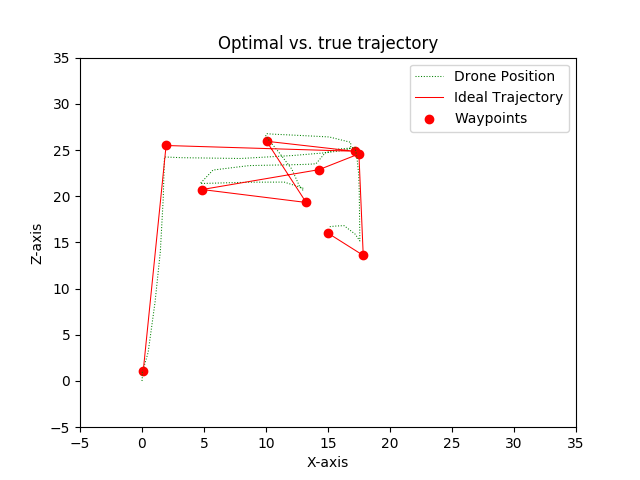 Optimal vs. true trajectory
Drone Position
Ideal Trajectory
Waypoints
Z-axis
35
30
25
20
15
10
5
0
−5
−5 0 5 10 15 20 25 30 35
X-axis